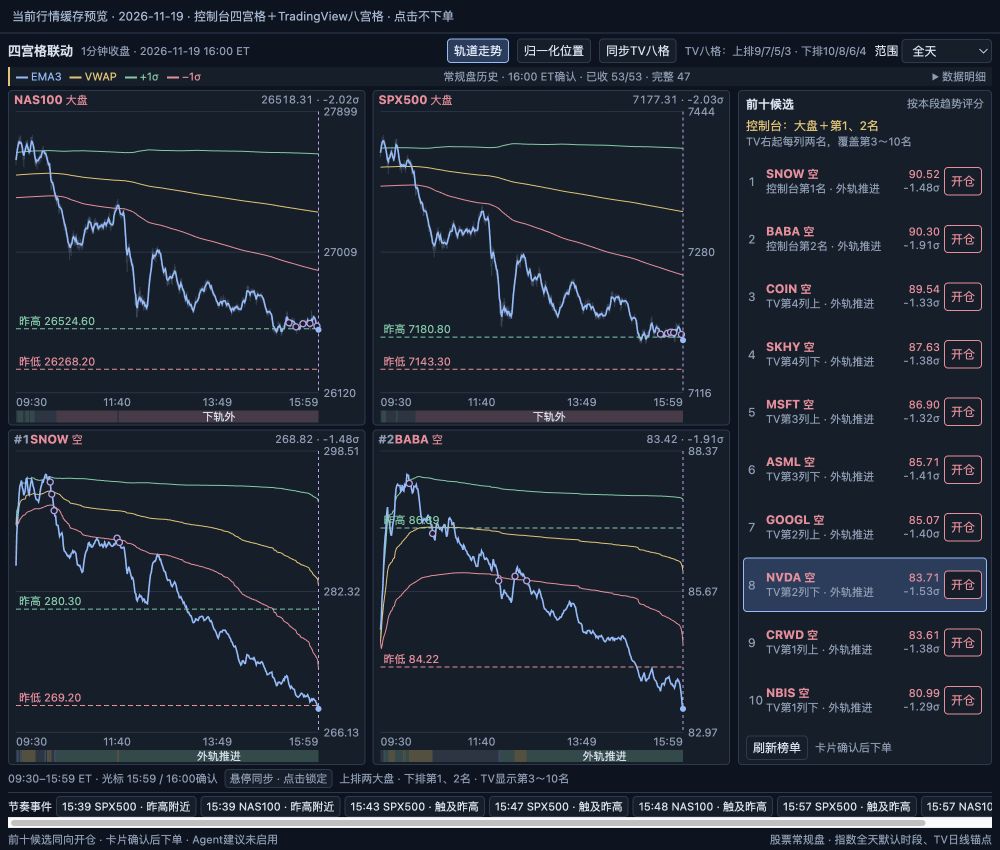 当前行情缓存预览 · 2026-11-19 · 控制台四宫格＋TradingView八宫格 · 点击不下单
四宫格联动 1分钟收盘 · 2026-11-19 16:00 ET 轨道走势 归一化位置 同步TV八格 TV八格：上排9/7/5/3 · 下排10/8/6/4 范围 全天
EMA3 VWAP +1σ −1σ 常规盘历史 · 16:00 ET确认 · 已收 53/53 · 完整 47 ▶ 数据明细
NAS100 大盘 26518.31 · -2.02σ
27899
27009
昨高 26524.60
昨低 26268.20
26120
09:30 11:40 13:49 15:59
下轨外
SPX500 大盘 7177.31 · -2.03σ
7444
7280
昨高 7180.80
昨低 7143.30
7116
09:30 11:40 13:49 15:59
下轨外
#1SNOW 空 268.82 · -1.48σ
298.51
282.32
昨高 280.30
昨低 269.20
266.13
09:30 11:40 13:49 15:59
外轨推进
#2BABA 空 83.42 · -1.91σ
88.37
昨高 86.89
85.67
昨低 84.22
82.97
09:30 11:40 13:49 15:59
外轨推进
前十候选 按本段趋势评分
控制台：大盘＋第1、2名
TV右起每列两名，覆盖第3～10名
1 SNOW 空 90.52 开仓
控制台第1名 · 外轨推进 -1.48σ
2 BABA 空 90.30 开仓
控制台第2名 · 外轨推进 -1.91σ
3 COIN 空 89.54 开仓
TV第4列上 · 外轨推进 -1.33σ
4 SKHY 空 87.63 开仓
TV第4列下 · 外轨推进 -1.38σ
5 MSFT 空 86.90 开仓
TV第3列上 · 外轨推进 -1.32σ
6 ASML 空 85.71 开仓
TV第3列下 · 外轨推进 -1.41σ
7 GOOGL 空 85.07 开仓
TV第2列上 · 外轨推进 -1.40σ
8 NVDA 空 83.71 开仓
TV第2列下 · 外轨推进 -1.53σ
9 CRWD 空 83.61 开仓
TV第1列上 · 外轨推进 -1.38σ
10 NBIS 空 80.99 开仓
TV第1列下 · 外轨推进 -1.29σ
刷新榜单 卡片确认后下单
09:30–15:59 ET · 光标 15:59 / 16:00确认 悬停同步 · 点击锁定 上排两大盘 · 下排第1、2名 · TV显示第3～10名
节奏事件 15:39 SPX500 · 昨高附近 15:39 NAS100 · 昨高附近 15:43 SPX500 · 触及昨高 15:47 SPX500 · 触及昨高 15:48 NAS100 · 触及昨高 15:57 SPX500 · 触及昨高 15:57 NAS10
前十候选同向开仓 · 卡片确认后下单 · Agent建议未启用 股票常规盘 · 指数全天默认时段、TV日线锚点